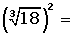 (∛18)² =